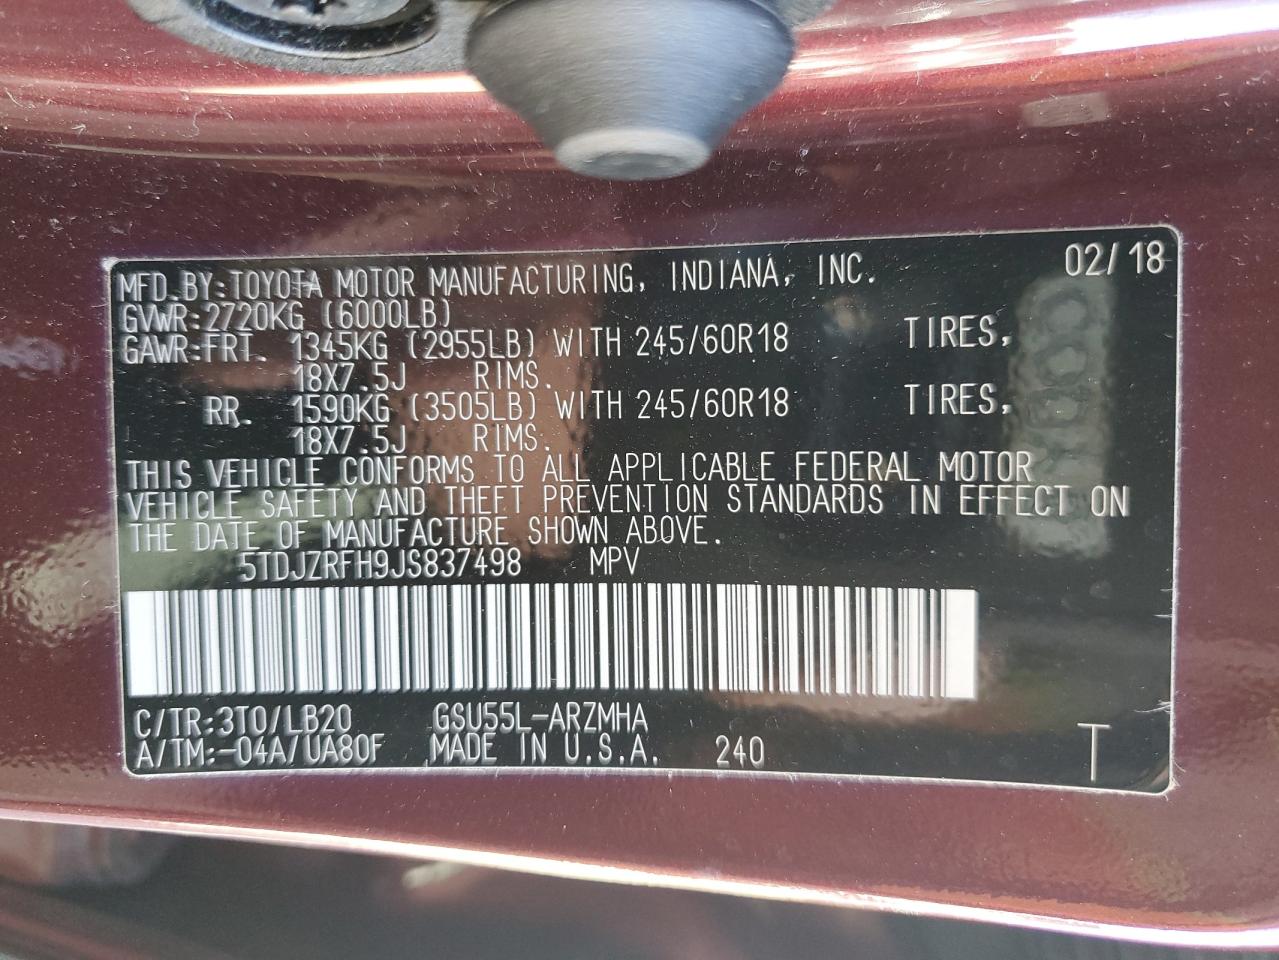 02/18
MFD.BY:TOYOTA MOTOR MANUFACTURING, INDIANA, INC.
GVWR:2720KG (6000LB)
GAWR:FRT. 1345KG (2955LB) WITH 245/60R18 TIRES,
18X7.5J RIMS.
RR. 1590KG (3505LB) WITH 245/60R18 TIRES,
18X7.5J RIMS.
THIS VEHICLE CONFORMS TO ALL APPLICABLE FEDERAL MOTOR
VEHICLE SAFETY AND THEFT PREVENTION STANDARDS IN EFFECT ON
THE DATE OF MANUFACTURE SHOWN ABOVE.
5TDJZRFH9JS837498 MPV
C/TR:3T0/LB20 GSU55L-ARZMHA
A/TM:-04A/UA80F MADE IN U.S.A. 240
T